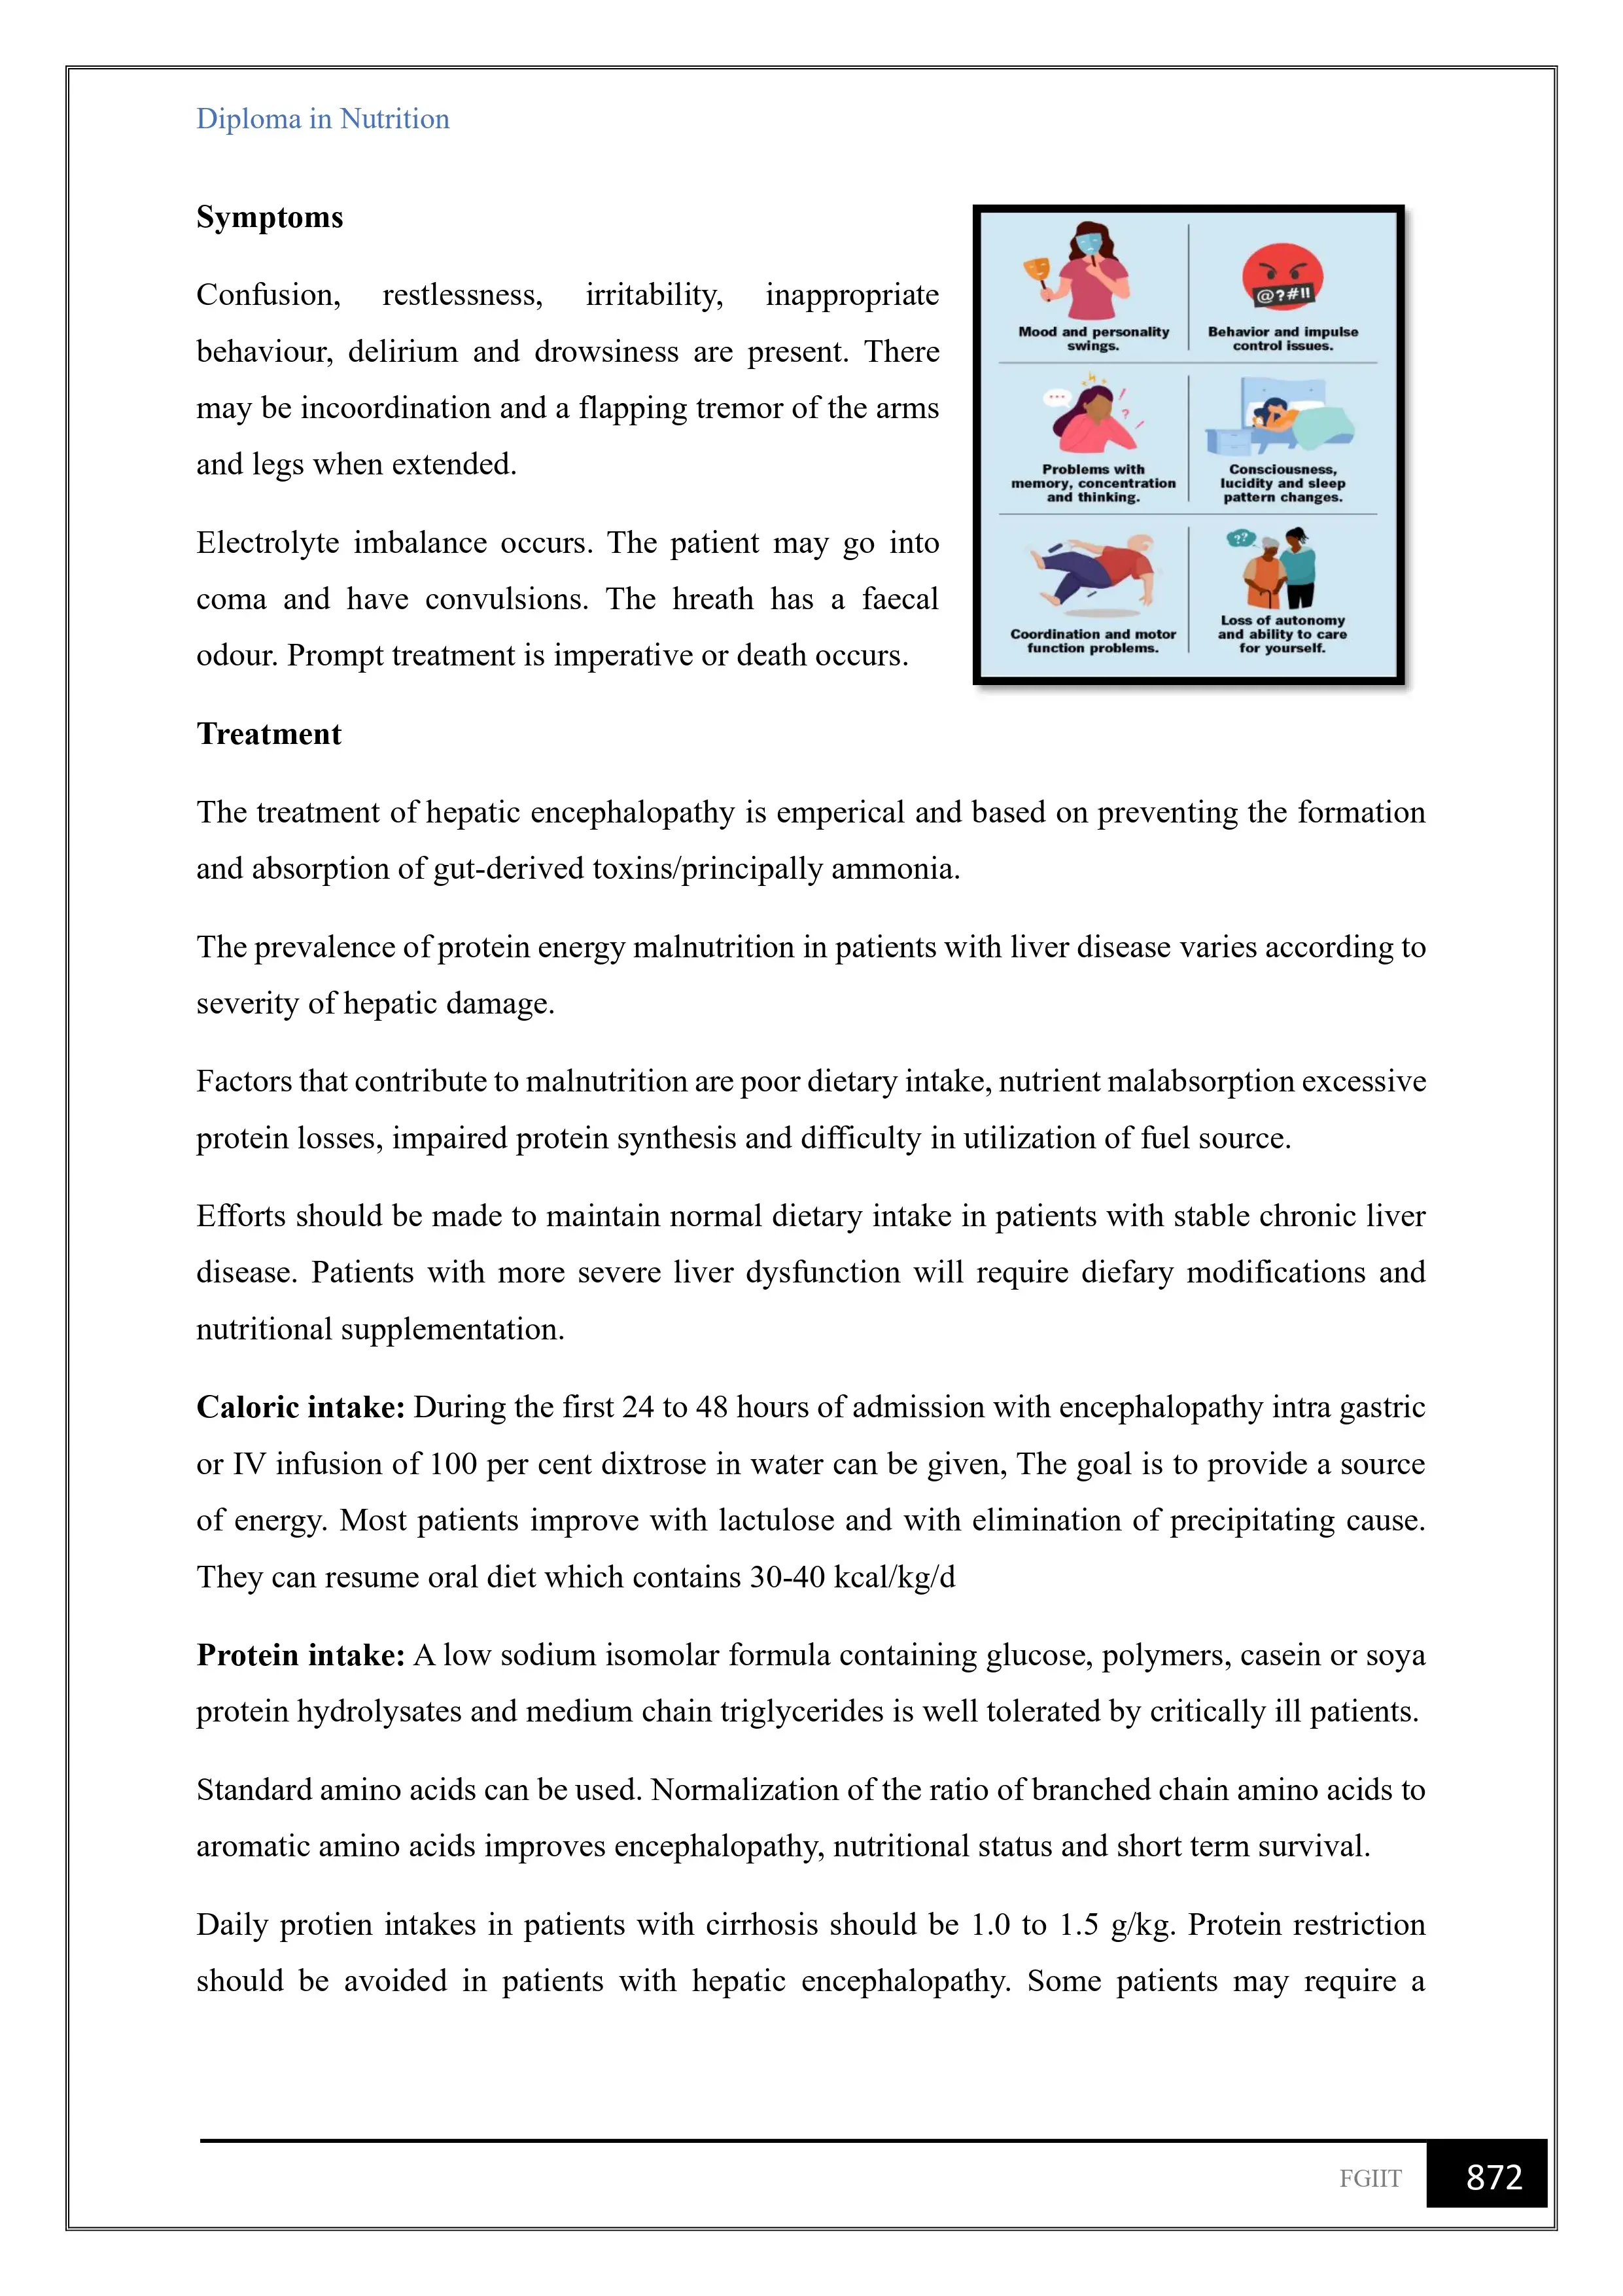 Diploma in Nutrition
Symptoms
Confusion, restlessness, irritability, inappropriate
behaviour, delirium and drowsiness are present. There
may be incoordination and a flapping tremor of the arms
and legs when extended.
Electrolyte imbalance occurs. The patient may go into
coma and have convulsions. The hreath has a faecal
odour. Prompt treatment is imperative or death occurs.
@?#!!
Mood and personality
swings.
Behavior and impulse
control issues.
Problems with
memory, concentration
and thinking.
Consciousness,
lucidity and sleep
pattern changes.
??
Coordination and motor
function problems.
Loss of autonomy
and ability to care
for yourself.
Treatment
The treatment of hepatic encephalopathy is emperical and based on preventing the formation
and absorption of gut-derived toxins/principally ammonia.
The prevalence of protein energy malnutrition in patients with liver disease varies according to
severity of hepatic damage.
Factors that contribute to malnutrition are poor dietary intake, nutrient malabsorption excessive
protein losses, impaired protein synthesis and difficulty in utilization of fuel source.
Efforts should be made to maintain normal dietary intake in patients with stable chronic liver
disease. Patients with more severe liver dysfunction will require diefary modifications and
nutritional supplementation.
Caloric intake: During the first 24 to 48 hours of admission with encephalopathy intra gastric
or IV infusion of 100 per cent dixtrose in water can be given, The goal is to provide a source
of energy. Most patients improve with lactulose and with elimination of precipitating cause.
They can resume oral diet which contains 30-40 kcal/kg/d
Protein intake: A low sodium isomolar formula containing glucose, polymers, casein or soya
protein hydrolysates and medium chain triglycerides is well tolerated by critically ill patients.
Standard amino acids can be used. Normalization of the ratio of branched chain amino acids to
aromatic amino acids improves encephalopathy, nutritional status and short term survival.
Daily protien intakes in patients with cirrhosis should be 1.0 to 1.5 g/kg. Protein restriction
should be avoided in patients with hepatic encephalopathy. Some patients may require a
FGIIT
872